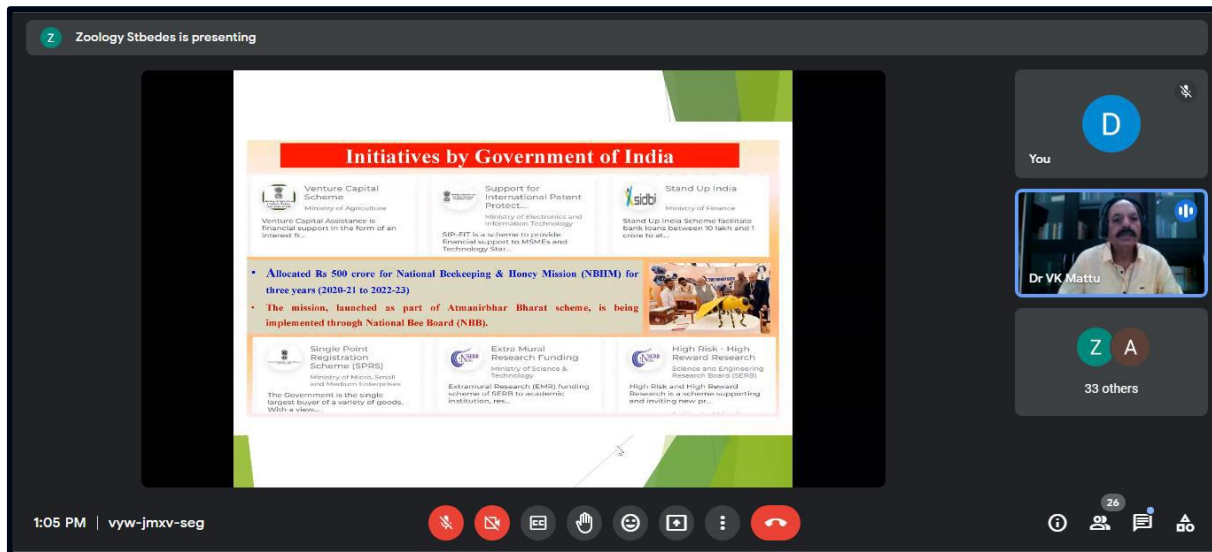 Z Zoology Stbedes is presenting
Initiatives by Government of India
Venture Capital
Scheme
Ministry of Agriculture
Venture Capital Assistance is
financial support in the form of an
interest fr...
Support for
International Patent
Protect...
Ministry of Electronics and
Information Technology
SIP-EIT is a scheme to provide
financial support to MSMEs and
Technology Star...
sidbi
Stand Up India
Ministry of Finance
Stand Up India Scheme facilitate
bank loans between 10 lakh and 1
crore to at...
• Allocated Rs 500 crore for National Beekeeping & Honey Mission (NBHM) for
three years (2020-21 to 2022-23)
• The mission, launched as part of Atmanirbhar Bharat scheme, is being
implemented through National Bee Board (NBB).
Single Point
Registration
Scheme (SPRS)
Ministry of Micro, Small
and Medium Enterprises
The Government is the single
largest buyer of a variety of goods.
With a view...
SERB
Extra Mural
Research Funding
Ministry of Science &
Technology
Extramural Research (EMR) funding
scheme of SERB to academic
institution, res...
SERB
High Risk - High
Reward Research
Science and Engineering
Research Board (SERB)
High Risk and High Reward
Research is a scheme supporting
and inviting new pr...
D
You
Dr VK Mattu
Z A
33 others
1:05 PM | vyw-jmxv-seg
CC
26